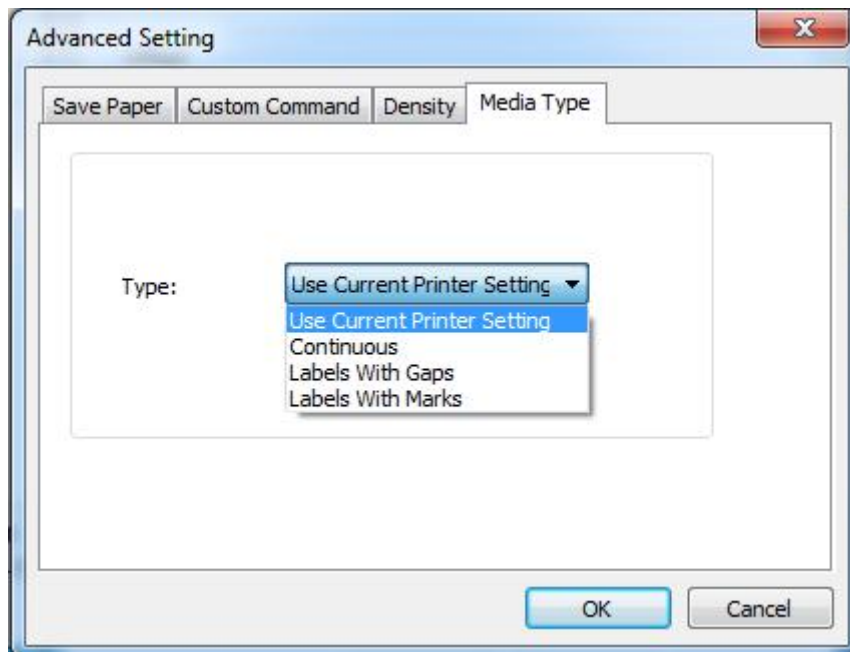 Advanced Setting
Save Paper Custom Command Density Media Type
Type: Use Current Printer Setting
Use Current Printer Setting
Continuous
Labels With Gaps
Labels With Marks
OK Cancel